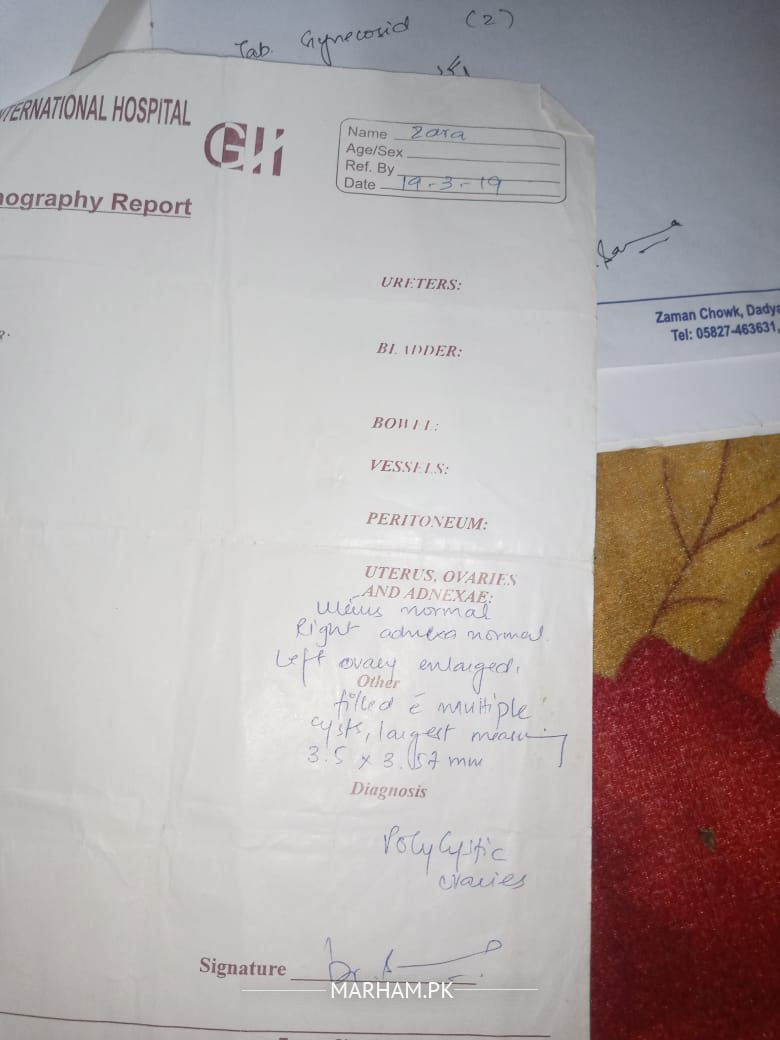 Tab. Gynecosid (2)
INTERNATIONAL HOSPITAL
GIH
Name Zara
Age/Sex
Ref. By
Date 19-3-19
nography Report
Zaman Chowk, Dadya
Tel: 05827-463631,
URETERS:
BLADDER:
BOWEL:
VESSELS:
PERITONEUM:
UTERUS, OVARIES
AND ADNEXAE:
Uterus normal
Right adnexa normal.
Left ovary enlarged,
Other
filled c̄ multiple
cysts, largest measuring
3.5 x 3.57 mm
Diagnosis
Polycystic
ovaries
Signature Dr.
MARHAM.PK